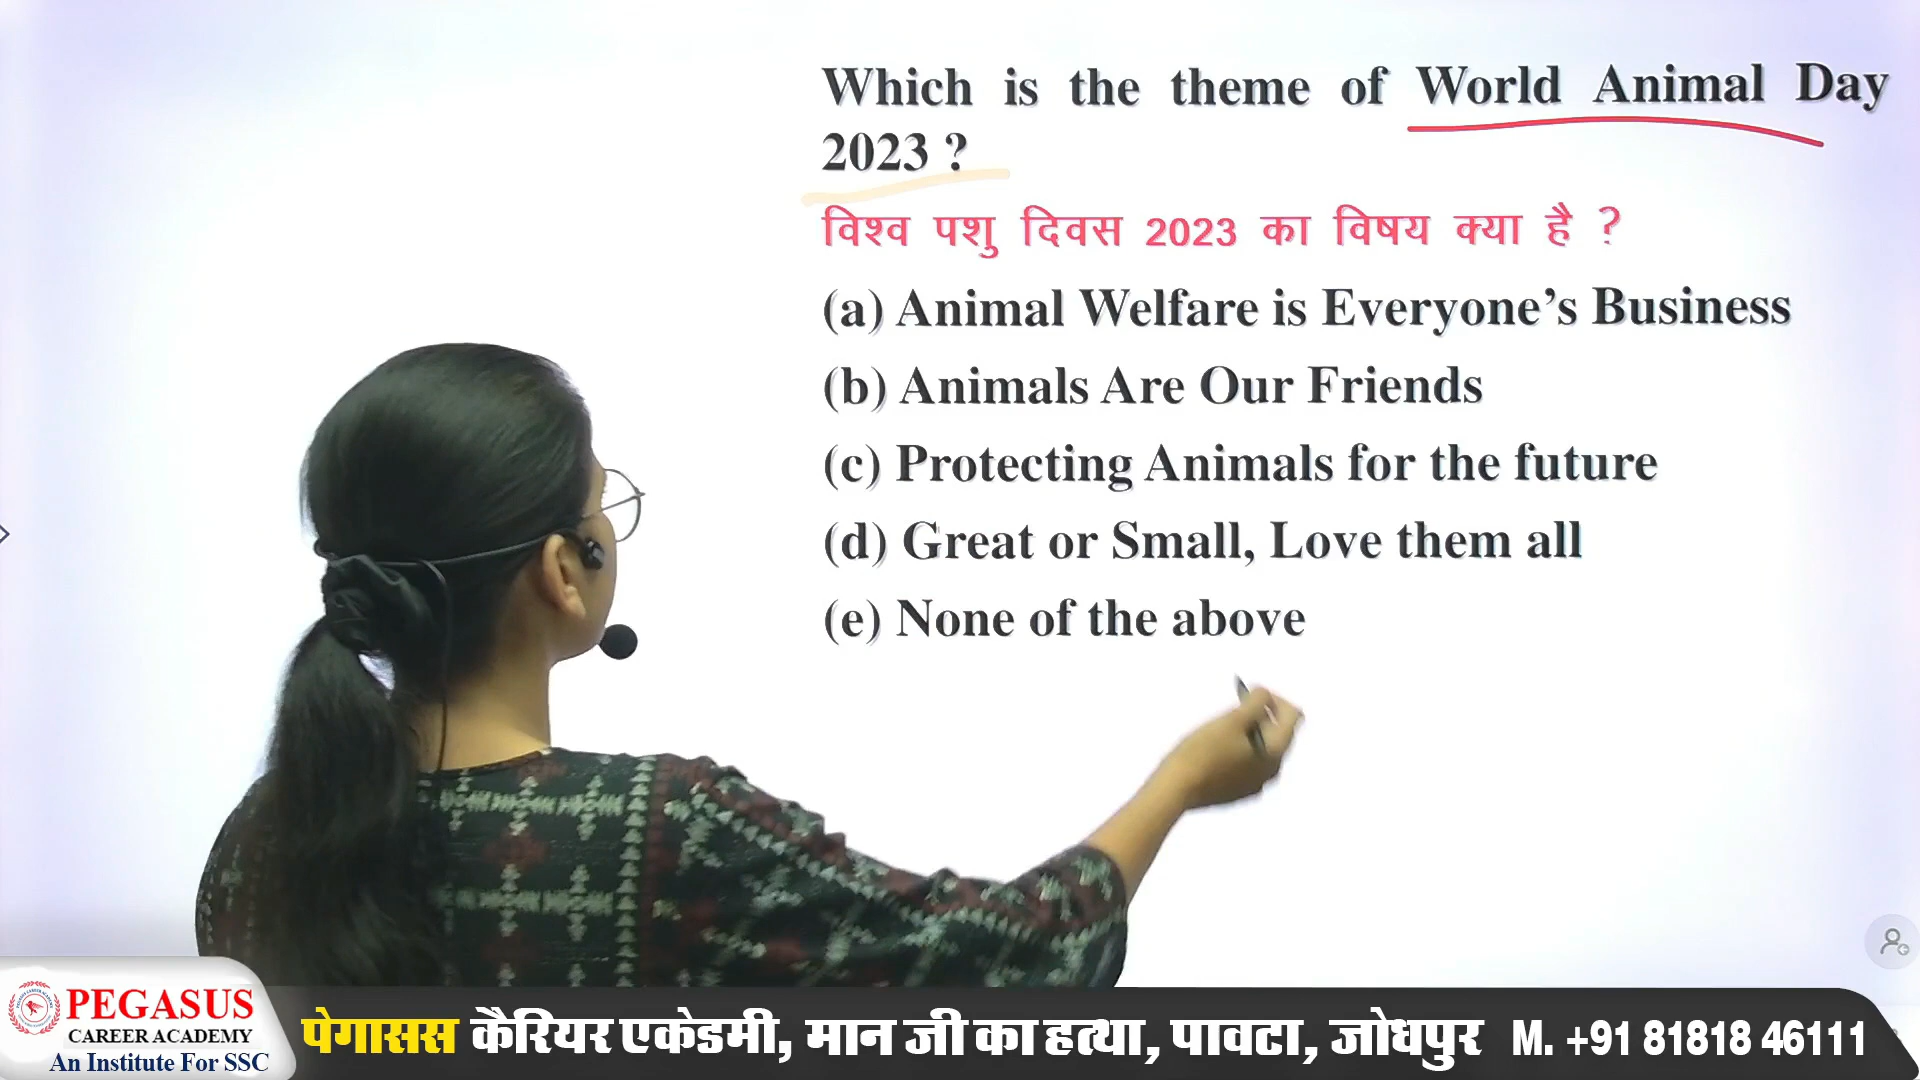 Which is the theme of World Animal Day
2023 ?
विश्व पशु दिवस 2023 का विषय क्या है ?
(a) Animal Welfare is Everyone’s Business
(b) Animals Are Our Friends
(c) Protecting Animals for the future
(d) Great or Small, Love them all
(e) None of the above
PEGASUS
CAREER ACADEMY
An Institute For SSC
पेगासस कैरियर एकेडमी, मान जी का हत्था, पावटा, जोधपुर M. +91 81818 46111